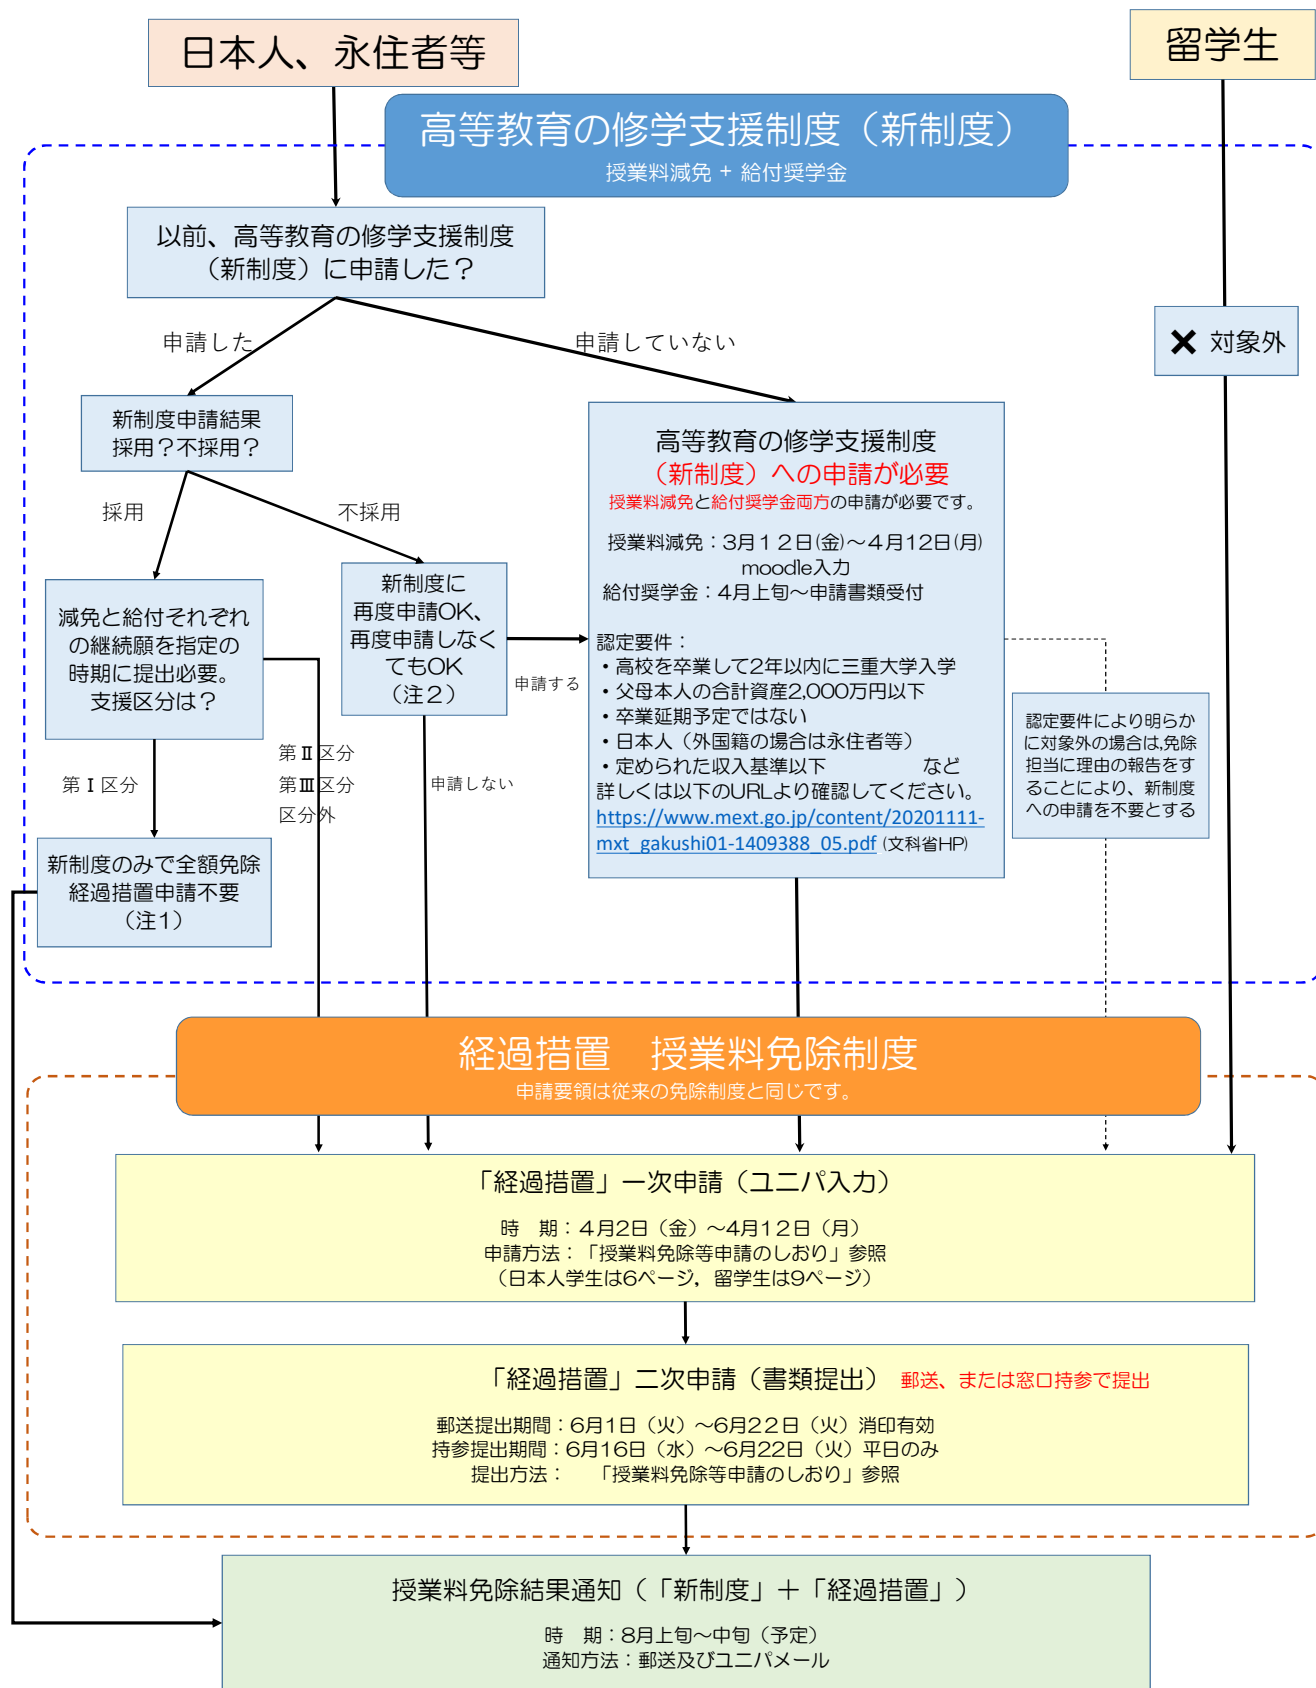 日本人、永住者等
留学生
高等教育の修学支援制度（新制度）
授業料減免 + 給付奨学金
以前、高等教育の修学支援制度
（新制度）に申請した？
申請した
申請していない
✕ 対象外
新制度申請結果
採用？不採用？
採用
不採用
高等教育の修学支援制度
（新制度）への申請が必要
授業料減免と給付奨学金両方の申請が必要です。
授業料減免：3月１２日(金)～４月12日(月)
moodle入力
給付奨学金：４月上旬～申請書類受付
認定要件：
・高校を卒業して2年以内に三重大学入学
・父母本人の合計資産2,000万円以下
・卒業延期予定ではない
・日本人（外国籍の場合は永住者等）
・定められた収入基準以下　　　　　など
詳しくは以下のURLより確認してください。
https://www.mext.go.jp/content/20201111-
mxt_gakushi01-1409388_05.pdf (文科省HP)
減免と給付それぞれ
の継続願を指定の
時期に提出必要。
支援区分は？
新制度に
再度申請OK、
再度申請しなく
てもOK
（注２）
申請する
認定要件により明らか
に対象外の場合は,免除
担当に理由の報告をす
ることにより、新制度
への申請を不要とする
第Ⅰ区分
第Ⅱ区分
第Ⅲ区分
区分外
申請しない
新制度のみで全額免除
経過措置申請不要
（注1）
経過措置　授業料免除制度
申請要領は従来の免除制度と同じです。
「経過措置」一次申請（ユニパ入力）
時　期：４月2日（金）～4月１２日（月）
申請方法：「授業料免除等申請のしおり」参照
（日本人学生は6ページ，留学生は9ページ）
「経過措置」二次申請（書類提出） 郵送、または窓口持参で提出
郵送提出期間：6月1日（火）～6月２２日（火）消印有効
持参提出期間：6月16日（水）～6月22日（火）平日のみ
提出方法：　「授業料免除等申請のしおり」参照
授業料免除結果通知（「新制度」＋「経過措置」）
時　期：8月上旬～中旬（予定）
通知方法：郵送及びユニパメール